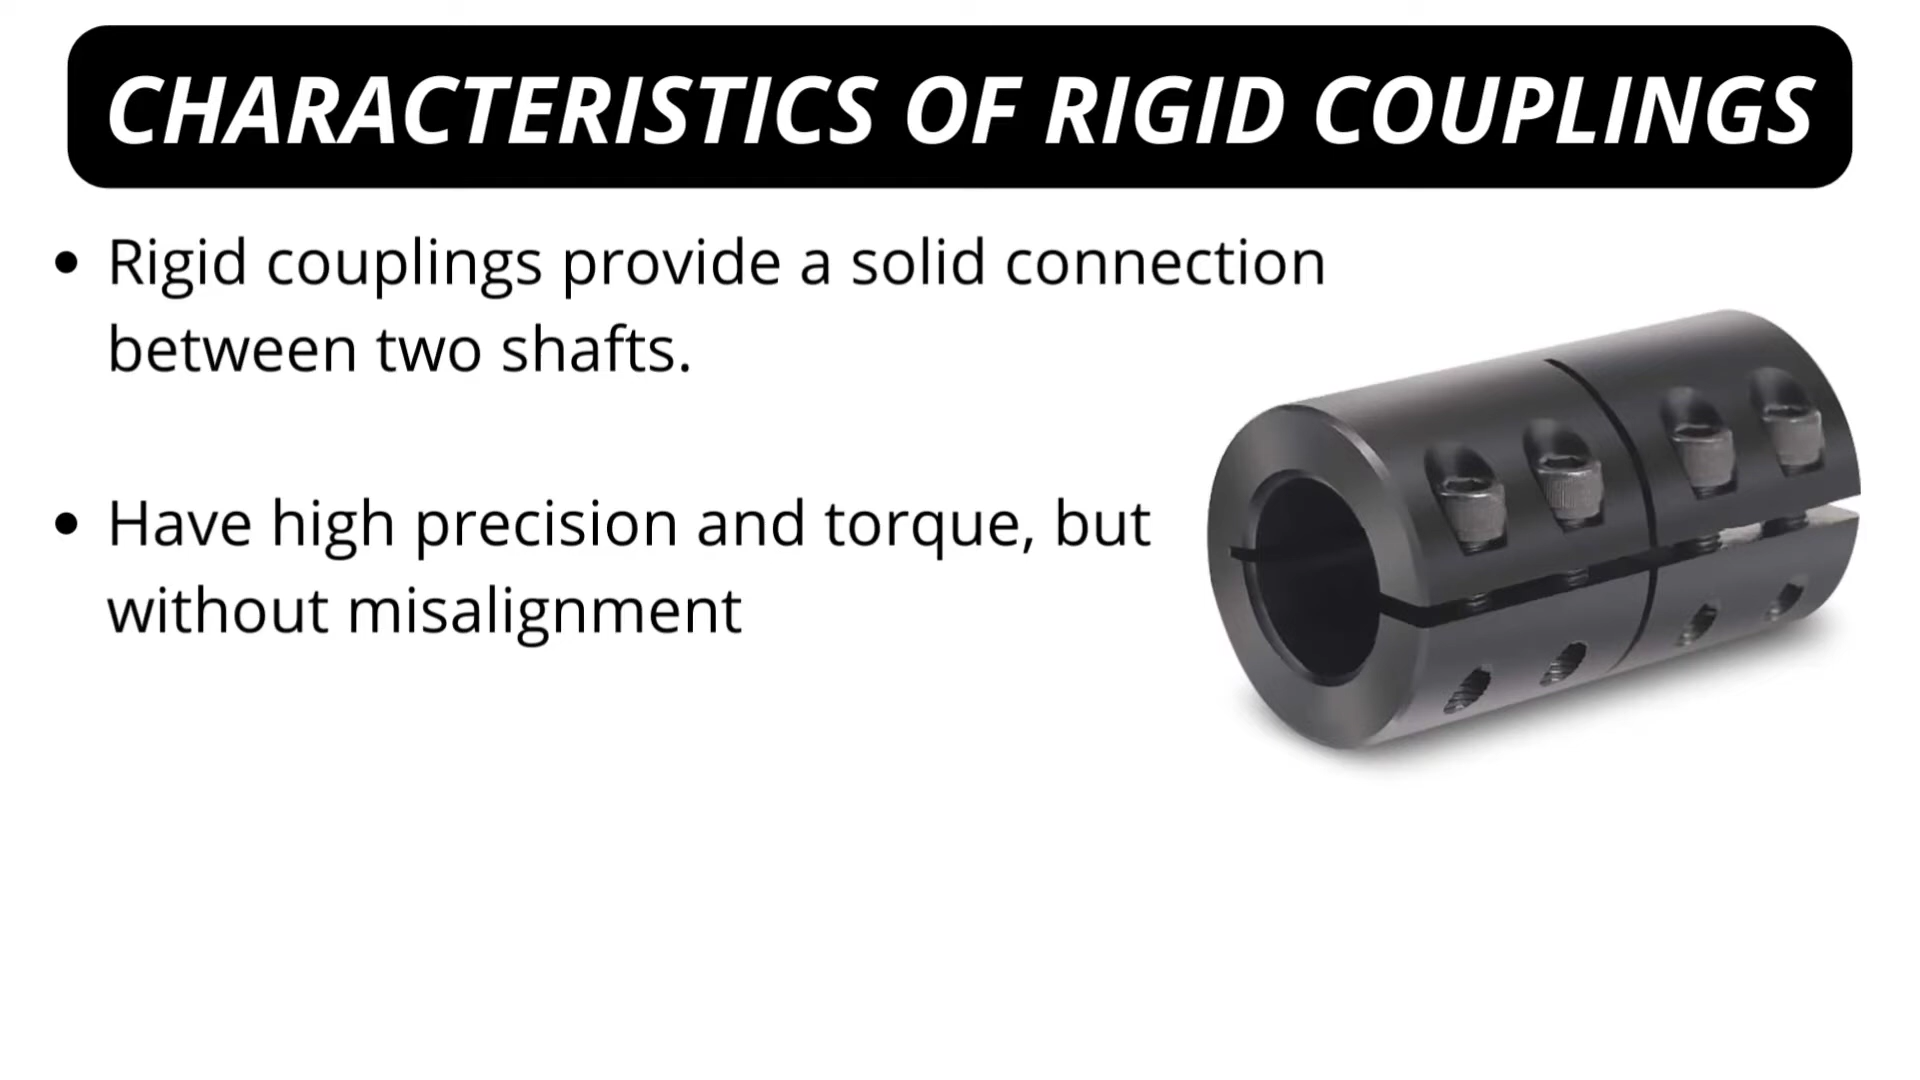 CHARACTERISTICS OF RIGID COUPLINGS
• Rigid couplings provide a solid connection
between two shafts.
• Have high precision and torque, but
without misalignment